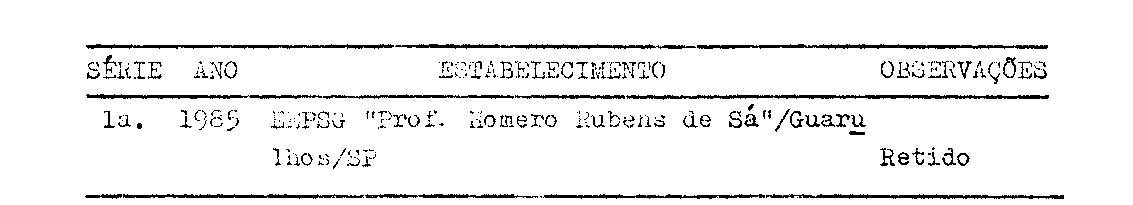 SÉRIE ANO ESTABELECIMENTO OBSERVAÇÕES
1a. 1985 EEPSG "Prof. Homero Rubens de Sá"/Guaru
lhos/SP Retido